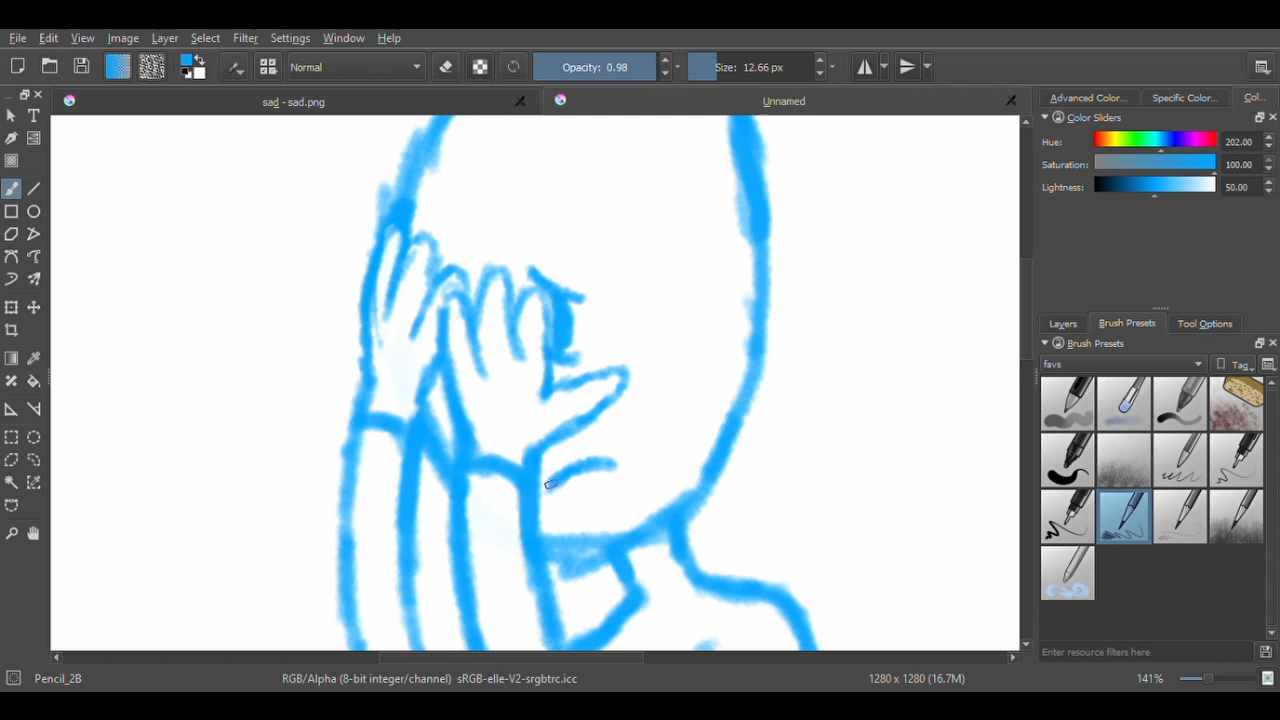 File Edit View Image Layer Select Filter Settings Window Help
Normal Opacity: 0.98 Size: 12.66 px
... sad - sad.png Unnamed Advanced Color... Specific Color... Col...
Color Sliders
Hue: 202.00
Saturation: 100.00
Lightness: 50.00
Layers Brush Presets Tool Options
Brush Presets
favs Tag
Enter resource filters here
Pencil_2B RGB/Alpha (8-bit integer/channel) sRGB-elle-V2-srgbtrc.icc 1280 x 1280 (16.7M) 141%